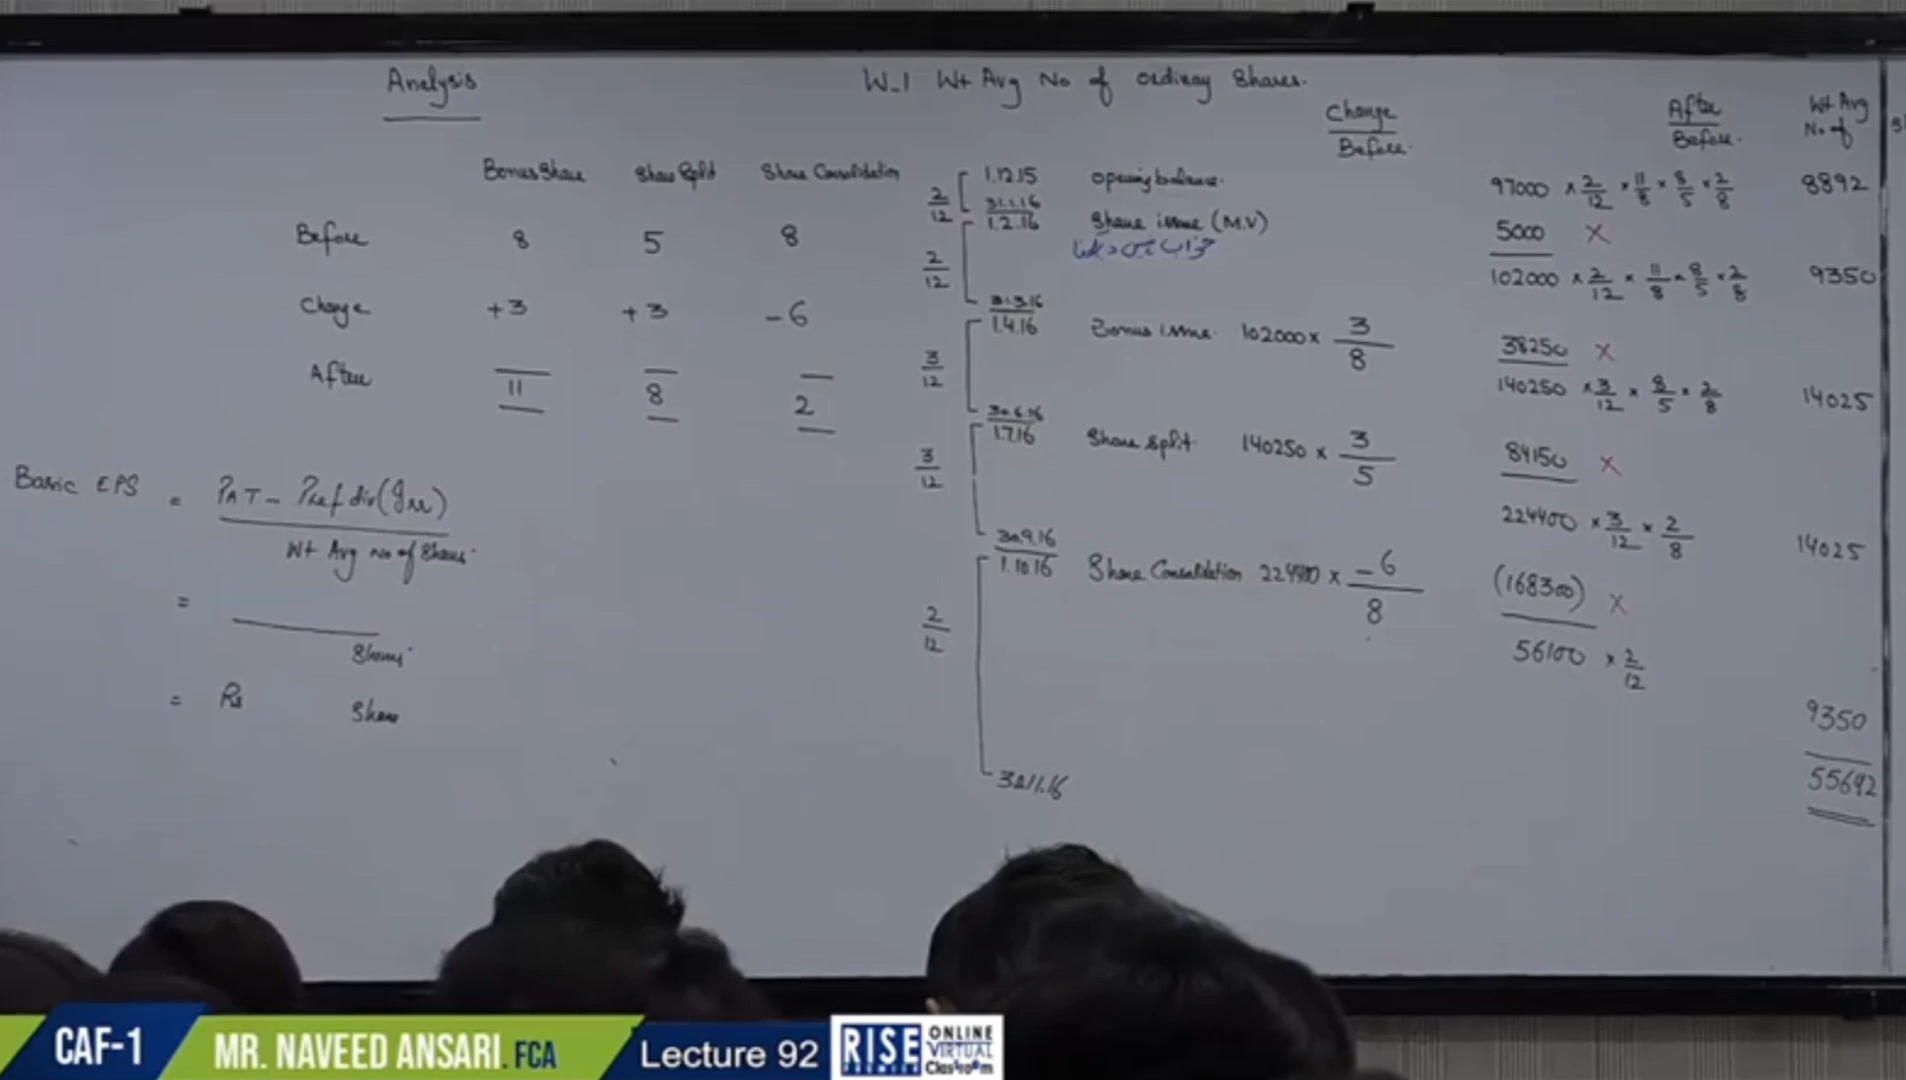 Analysis
Bonus Share Share Split Share Consolidation
Before 8 5 8
Change +3 +3 -6
After 11 8 2
Basic EPS = PAT - Pref div (Irr)
Wt Avg No of Shares.
=
Shares
= Rs Share
W-1 Wt Avg No of ordinary Shares.
Change
Before.
After
Before.
Wt Avg
No of
2/12 1.12.15 opening balance. 97000 × 2/12 × 11/8 × 8/5 × 2/8 8892
31.1.16
2/12 1.2.16 Share issue (M.V) 5000 ×
102000 × 2/12 × 11/8 × 8/5 × 2/8 9350
31.3.16
3/12 1.4.16 Bonus issue. 102000 × 3/8 38250 ×
140250 × 3/12 × 8/5 × 2/8 14025
30.6.16
3/12 1.7.16 Share split 140250 × 3/5 84150 ×
224400 × 3/12 × 2/8 14025
30.9.16
2/12 1.10.16 Share Consolidation 224400 × -6/8 (168300) ×
56100 × 2/12
9350
30.11.16 55642
CAF-1
MR. NAVEED ANSARI. FCA
Lecture 92
RISE
PREMIER
ONLINE
VIRTUAL
Classroom